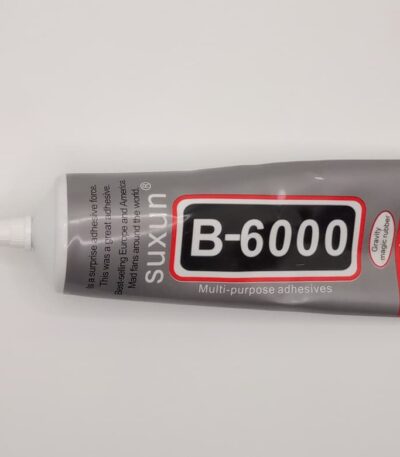 Is a surprise adhesive force.
This was a great adhesive.
Best-selling Europe and America
Mad fans around the world.
suxun®
B-6000
Multi-purpose adhesives
Gravity
magic rubber